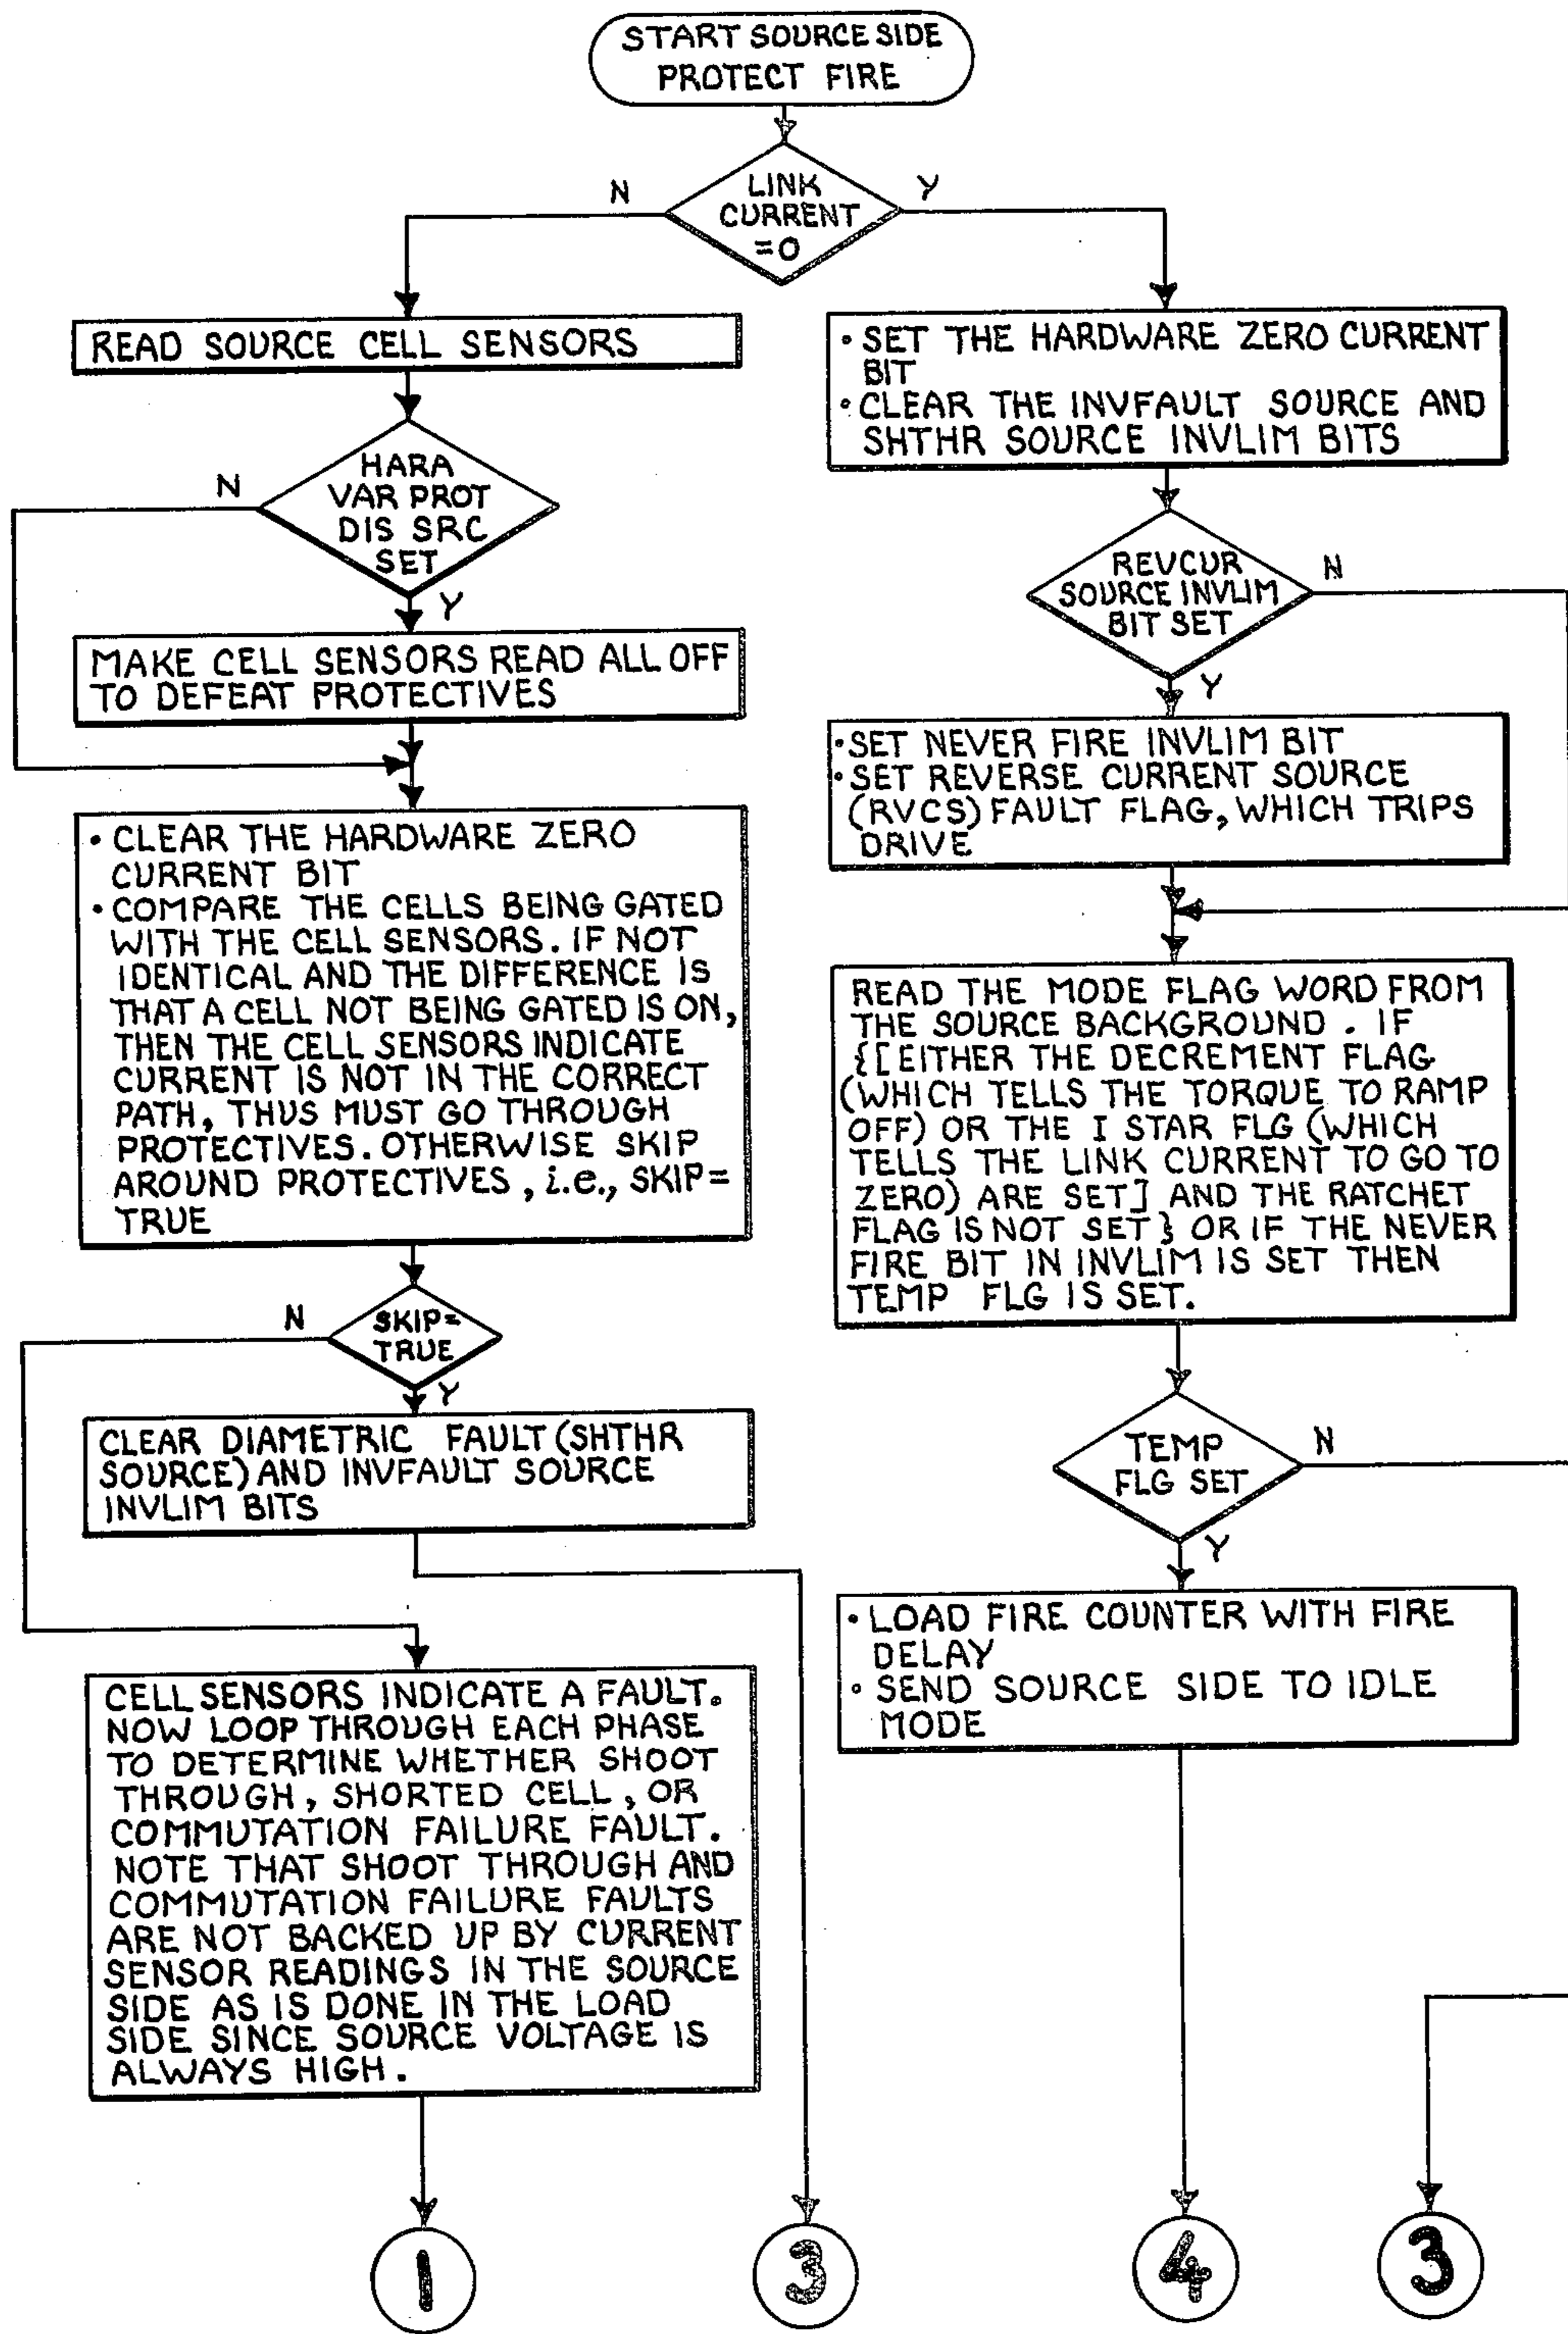 START SOURCE SIDE
PROTECT FIRE
LINK
CURRENT
=0
N
Y
READ SOURCE CELL SENSORS
HARA
VAR PROT
DIS SRC
SET
N
Y
MAKE CELL SENSORS READ ALL OFF
TO DEFEAT PROTECTIVES
• CLEAR THE HARDWARE ZERO
CURRENT BIT
• COMPARE THE CELLS BEING GATED
WITH THE CELL SENSORS. IF NOT
IDENTICAL AND THE DIFFERENCE IS
THAT A CELL NOT BEING GATED IS ON,
THEN THE CELL SENSORS INDICATE
CURRENT IS NOT IN THE CORRECT
PATH, THUS MUST GO THROUGH
PROTECTIVES. OTHERWISE SKIP
AROUND PROTECTIVES, i.e., SKIP=
TRUE
SKIP=
TRUE
N
Y
CLEAR DIAMETRIC FAULT (SHTHR
SOURCE) AND INVFAULT SOURCE
INVLIM BITS
CELL SENSORS INDICATE A FAULT.
NOW LOOP THROUGH EACH PHASE
TO DETERMINE WHETHER SHOOT
THROUGH, SHORTED CELL, OR
COMMUTATION FAILURE FAULT.
NOTE THAT SHOOT THROUGH AND
COMMUTATION FAILURE FAULTS
ARE NOT BACKED UP BY CURRENT
SENSOR READINGS IN THE SOURCE
SIDE AS IS DONE IN THE LOAD
SIDE SINCE SOURCE VOLTAGE IS
ALWAYS HIGH.
1
3
• SET THE HARDWARE ZERO CURRENT
BIT
• CLEAR THE INVFAULT SOURCE AND
SHTHR SOURCE INVLIM BITS
REVCUR
SOURCE INVLIM
BIT SET
N
Y
• SET NEVER FIRE INVLIM BIT
• SET REVERSE CURRENT SOURCE
(RVCS) FAULT FLAG, WHICH TRIPS
DRIVE
READ THE MODE FLAG WORD FROM
THE SOURCE BACKGROUND. IF
{[EITHER THE DECREMENT FLAG
(WHICH TELLS THE TORQUE TO RAMP
OFF) OR THE I STAR FLG (WHICH
TELLS THE LINK CURRENT TO GO TO
ZERO) ARE SET] AND THE RATCHET
FLAG IS NOT SET} OR IF THE NEVER
FIRE BIT IN INVLIM IS SET THEN
TEMP FLG IS SET.
TEMP
FLG SET
N
Y
• LOAD FIRE COUNTER WITH FIRE
DELAY
• SEND SOURCE SIDE TO IDLE
MODE
4
3